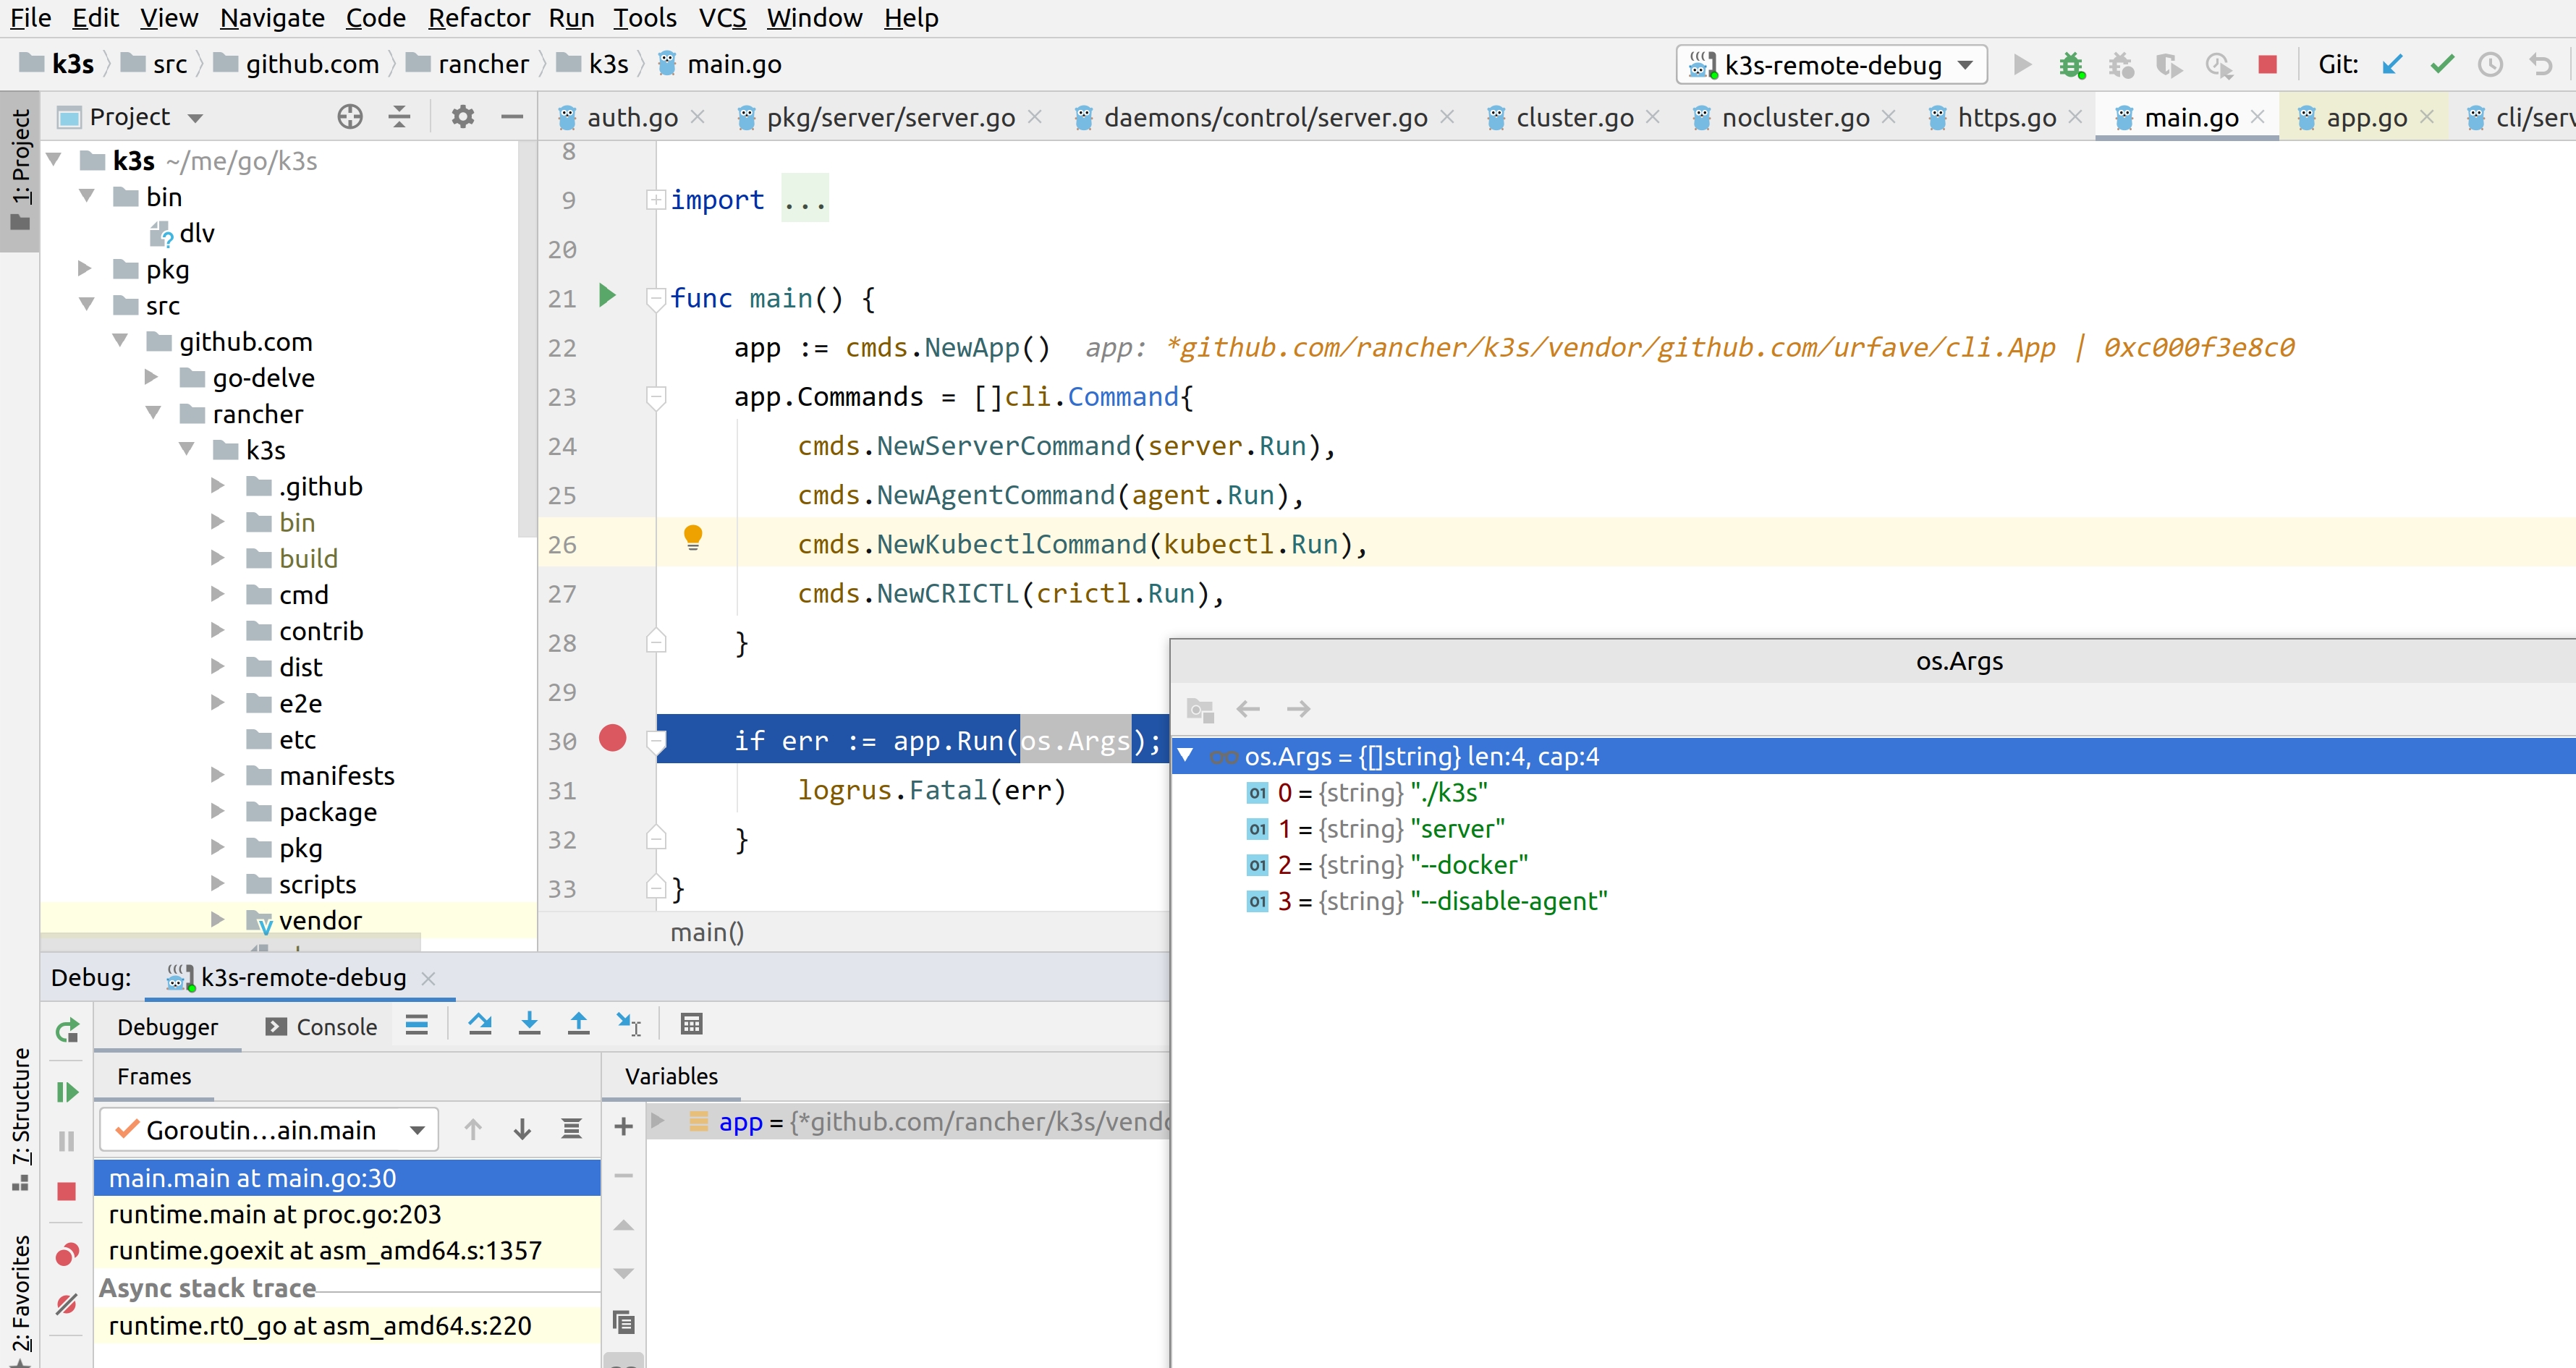 File Edit View Navigate Code Refactor Run Tools VCS Window Help
k3s src github.com rancher k3s main.go
k3s-remote-debug
Git:
1: Project
Project
auth.go pkg/server/server.go daemons/control/server.go cluster.go nocluster.go https.go main.go app.go cli/serv
k3s ~/me/go/k3s
bin
dlv
pkg
src
github.com
go-delve
rancher
k3s
.github
bin
build
cmd
contrib
dist
e2e
etc
manifests
package
pkg
scripts
vendor
8
9 import ...
20
21 func main() {
22 app := cmds.NewApp() app: *github.com/rancher/k3s/vendor/github.com/urfave/cli.App | 0xc000f3e8c0
23 app.Commands = []cli.Command{
24 cmds.NewServerCommand(server.Run),
25 cmds.NewAgentCommand(agent.Run),
26 cmds.NewKubectlCommand(kubectl.Run),
27 cmds.NewCRICTL(crictl.Run),
28 }
29
30 if err := app.Run(os.Args);
31 logrus.Fatal(err)
32 }
33 }
main()
os.Args
os.Args = {[]string} len:4, cap:4
01 0 = {string} "./k3s"
01 1 = {string} "server"
01 2 = {string} "--docker"
01 3 = {string} "--disable-agent"
Debug: k3s-remote-debug
Debugger Console
Frames
Goroutin...ain.main
main.main at main.go:30
runtime.main at proc.go:203
runtime.goexit at asm_amd64.s:1357
Async stack trace
runtime.rt0_go at asm_amd64.s:220
Variables
app = {*github.com/rancher/k3s/vend
7: Structure
2: Favorites